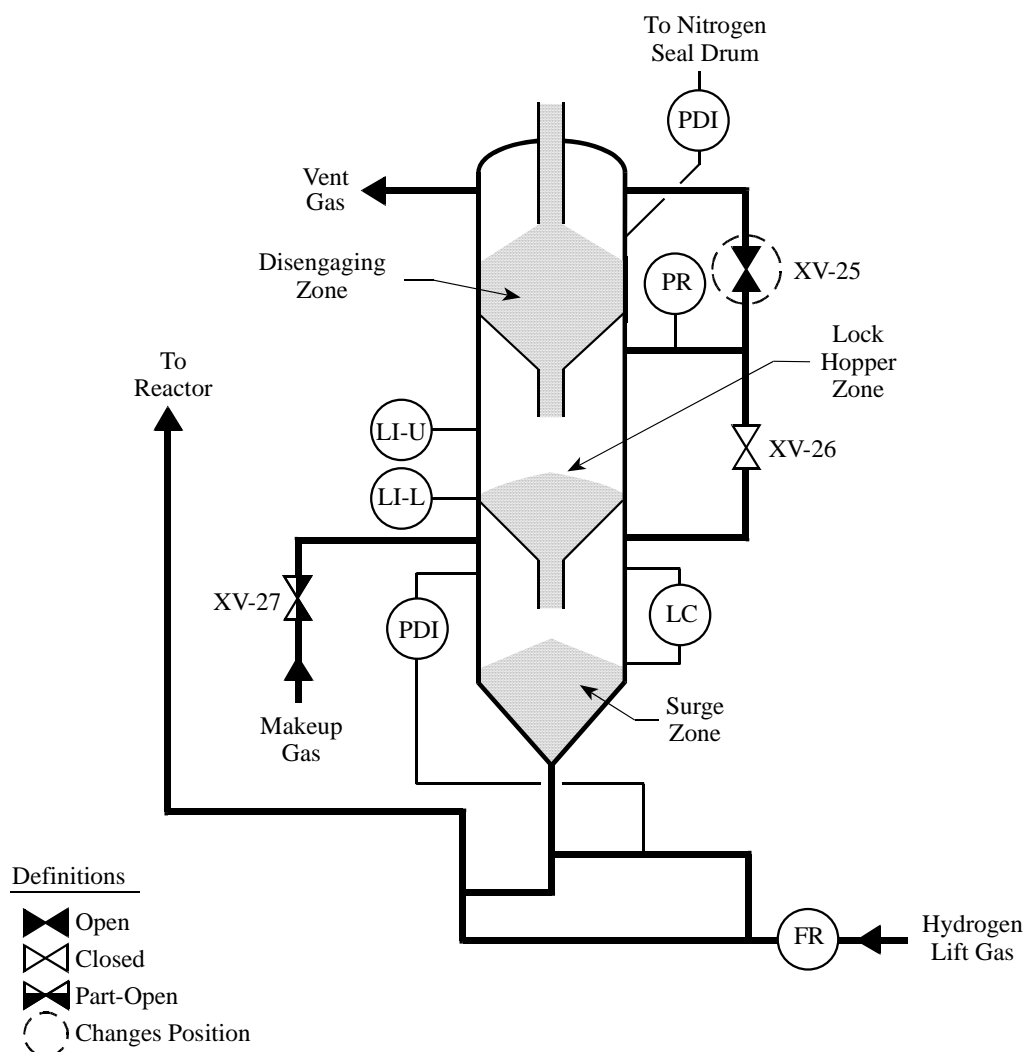 To Nitrogen
Seal Drum
PDI
Vent
Gas
Disengaging
Zone
PR
XV-25
To
Reactor
Lock
Hopper
Zone
LI-U
XV-26
LI-L
XV-27
PDI
LC
Makeup
Gas
Surge
Zone
Definitions
Open
Closed
Part-Open
Changes Position
FR
Hydrogen
Lift Gas